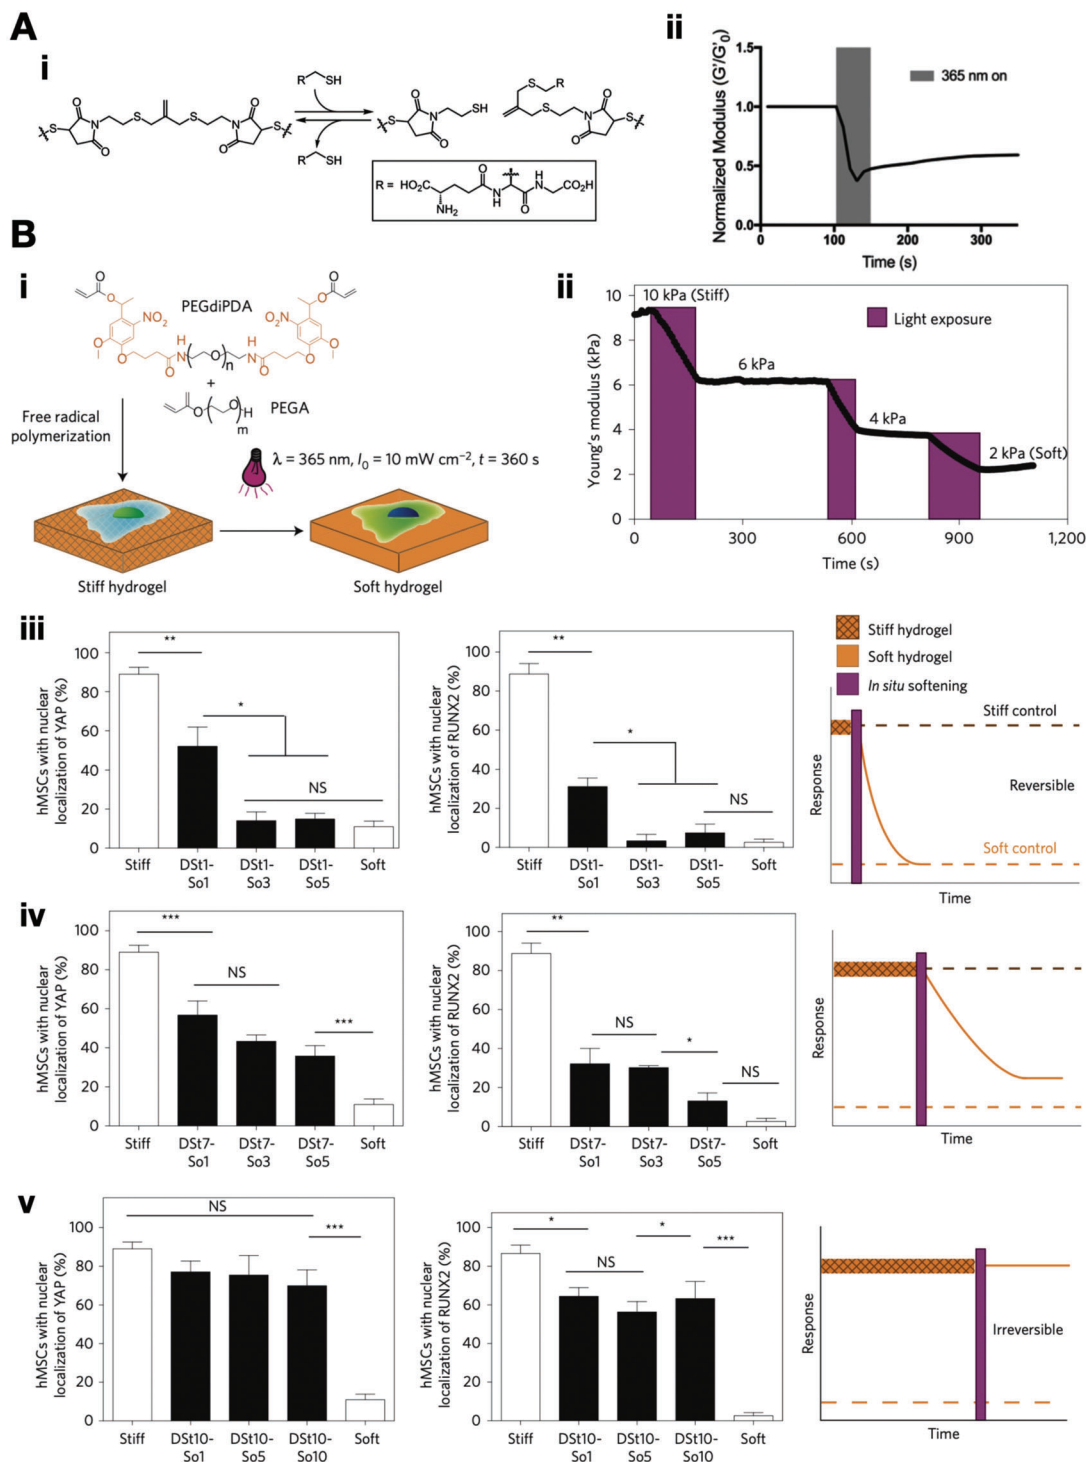 A
i
R SH
R SH
O
N
S
O
S
S
O
N
O
S
S
O
N
O
SH
S R
S
O
N
O
S
R = HO₂C
NH₂
O
N
H
O
H
N
CO₂H
ii
Normalized Modulus (G'/G'₀)
1.5
1.0
0.5
0.0
365 nm on
0
100
200
300
Time (s)
B
i
PEGdiPDA
O
O
NO₂
O
O
O
H
N
O
n
H
N
O
O
O
O₂N
O
O
+
O
O
O
H
m
PEGA
Free radical
polymerization
λ = 365 nm, I₀ = 10 mW cm⁻², t = 360 s
Stiff hydrogel
Soft hydrogel
ii
Young's modulus (kPa)
10
8
6
4
2
0
10 kPa (Stiff)
6 kPa
4 kPa
2 kPa (Soft)
Light exposure
0
300
600
900
1,200
Time (s)
iii
hMSCs with nuclear
localization of YAP (%)
100
80
60
40
20
0
**
*
NS
Stiff
DSt1-
So1
DSt1-
So3
DSt1-
So5
Soft
hMSCs with nuclear
localization of RUNX2 (%)
100
80
60
40
20
0
**
*
NS
Stiff
DSt1-
So1
DSt1-
So3
DSt1-
So5
Soft
Stiff hydrogel
Soft hydrogel
In situ softening
Response
Stiff control
Reversible
Soft control
Time
iv
hMSCs with nuclear
localization of YAP (%)
100
80
60
40
20
0
***
NS
***
Stiff
DSt7-
So1
DSt7-
So3
DSt7-
So5
Soft
hMSCs with nuclear
localization of RUNX2 (%)
100
80
60
40
20
0
**
NS
*
NS
Stiff
DSt7-
So1
DSt7-
So3
DSt7-
So5
Soft
Response
Time
v
hMSCs with nuclear
localization of YAP (%)
100
80
60
40
20
0
NS
***
Stiff
DSt10-
So1
DSt10-
So5
DSt10-
So10
Soft
hMSCs with nuclear
localization of RUNX2 (%)
100
80
60
40
20
0
*
NS
*
***
Stiff
DSt10-
So1
DSt10-
So5
DSt10-
So10
Soft
Response
Irreversible
Time